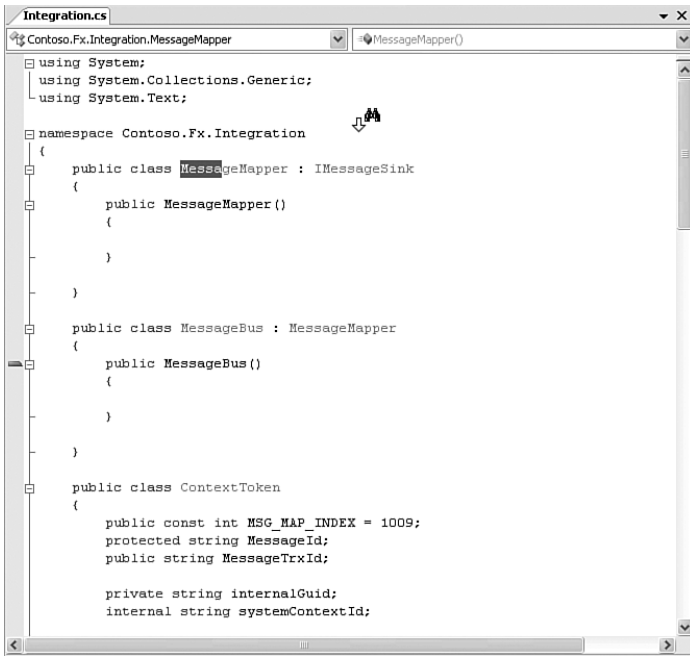 Integration.cs
Contoso.Fx.Integration.MessageMapper
MessageMapper()
using System;
using System.Collections.Generic;
using System.Text;
namespace Contoso.Fx.Integration
{
public class MessageMapper : IMessageSink
{
public MessageMapper()
{
}
}
public class MessageBus : MessageMapper
{
public MessageBus()
{
}
}
public class ContextToken
{
public const int MSG_MAP_INDEX = 1009;
protected string MessageId;
public string MessageTrxId;
private string internalGuid;
internal string systemContextId;